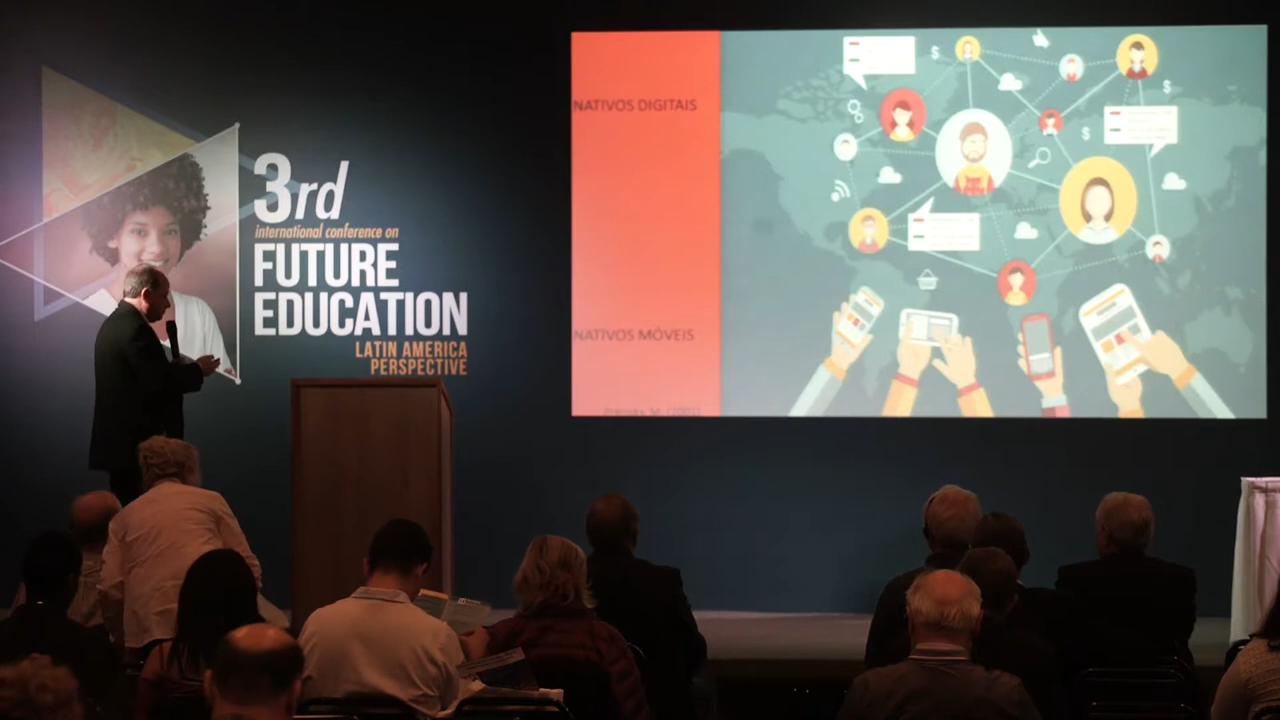 3rd
international conference on
FUTURE
EDUCATION
LATIN AMERICA
PERSPECTIVE
NATIVOS DIGITAIS
NATIVOS MÓVEIS